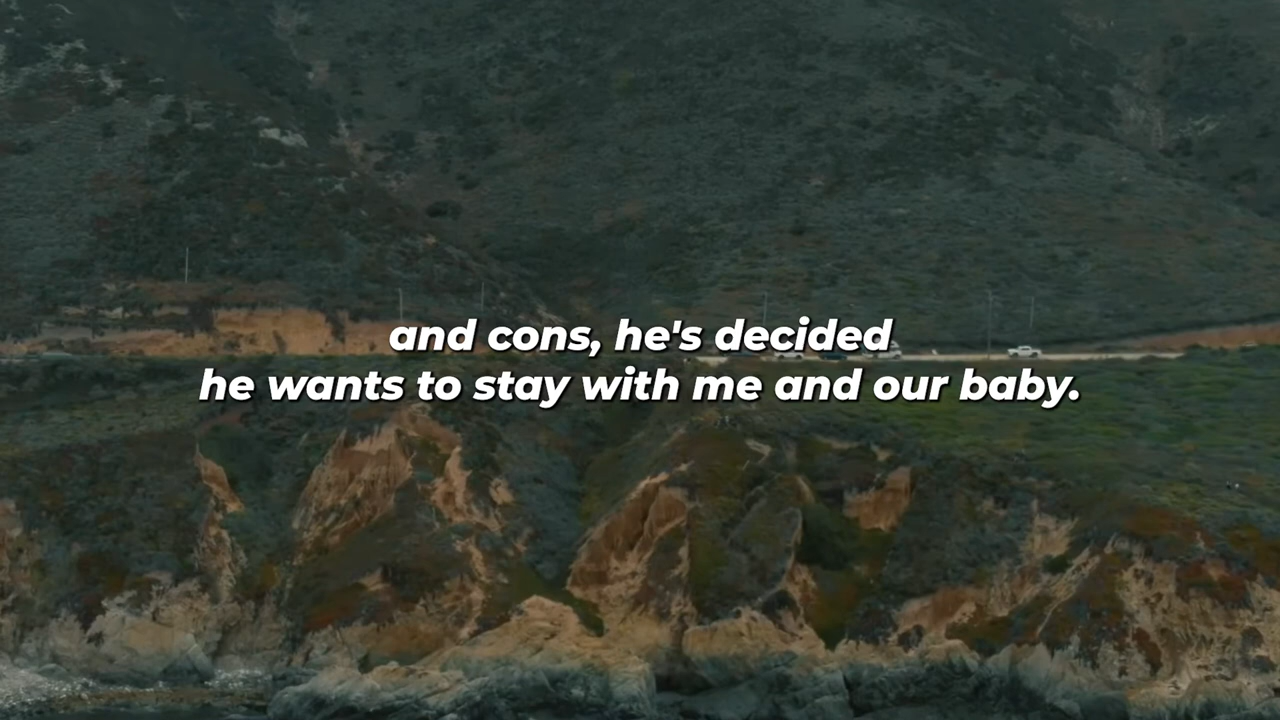 and cons, he's decided
he wants to stay with me and our baby.